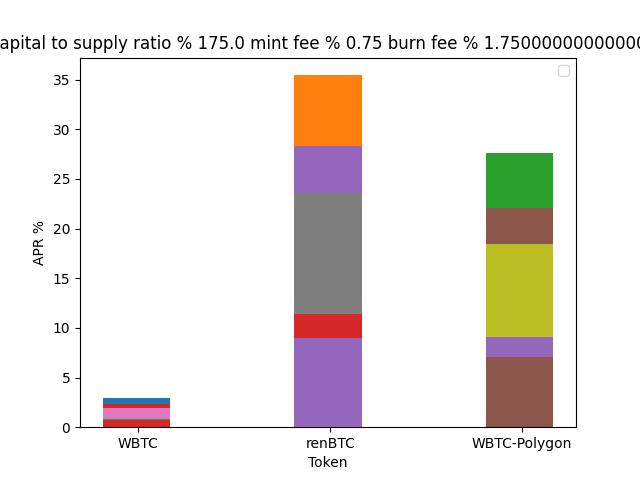 apital to supply ratio % 175.0 mint fee % 0.75 burn fee % 1.7500000000000
35
30
25
20
15
10
5
0
APR %
WBTC renBTC WBTC-Polygon
Token